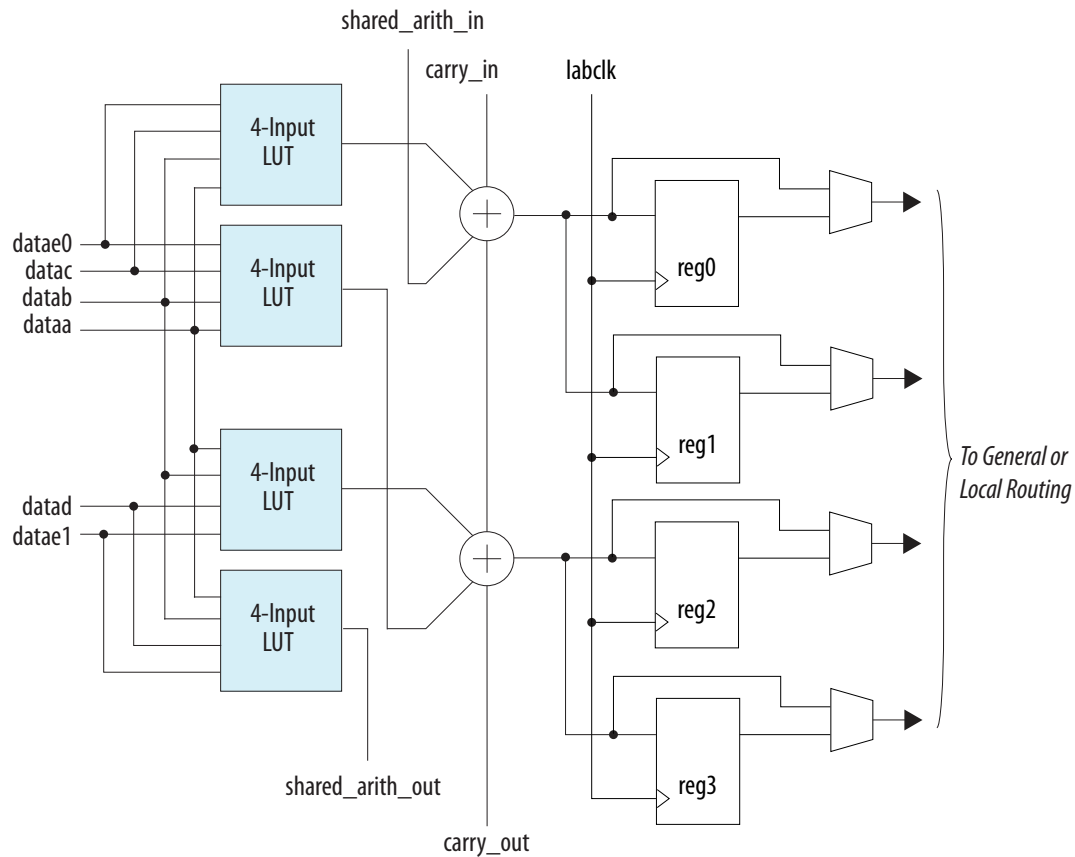 shared_arith_in
carry_in
labclk
4-Input
LUT
datae0
datac
datab
dataa
4-Input
LUT
reg0
reg1
4-Input
LUT
datad
datae1
To General or
Local Routing
4-Input
LUT
reg2
reg3
shared_arith_out
carry_out